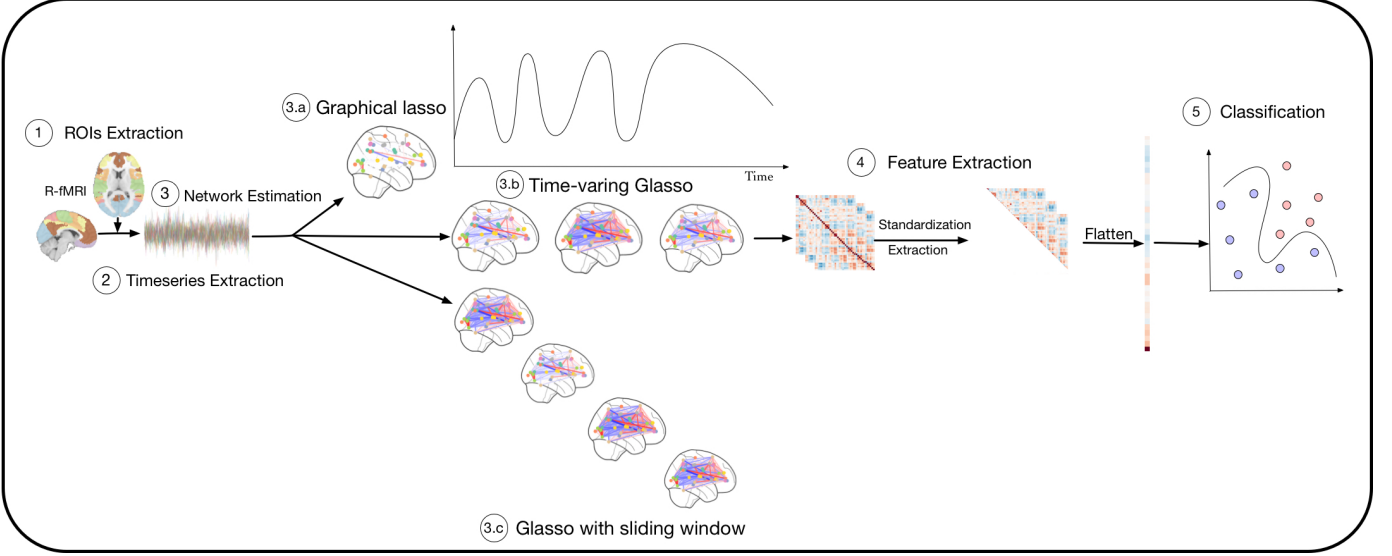 1 ROIs Extraction
R-fMRI
2 Timeseries Extraction
3 Network Estimation
3.a Graphical lasso
Time
3.b Time-varing Glasso
3.c Glasso with sliding window
4 Feature Extraction
Standardization
Extraction
Flatten
5 Classification